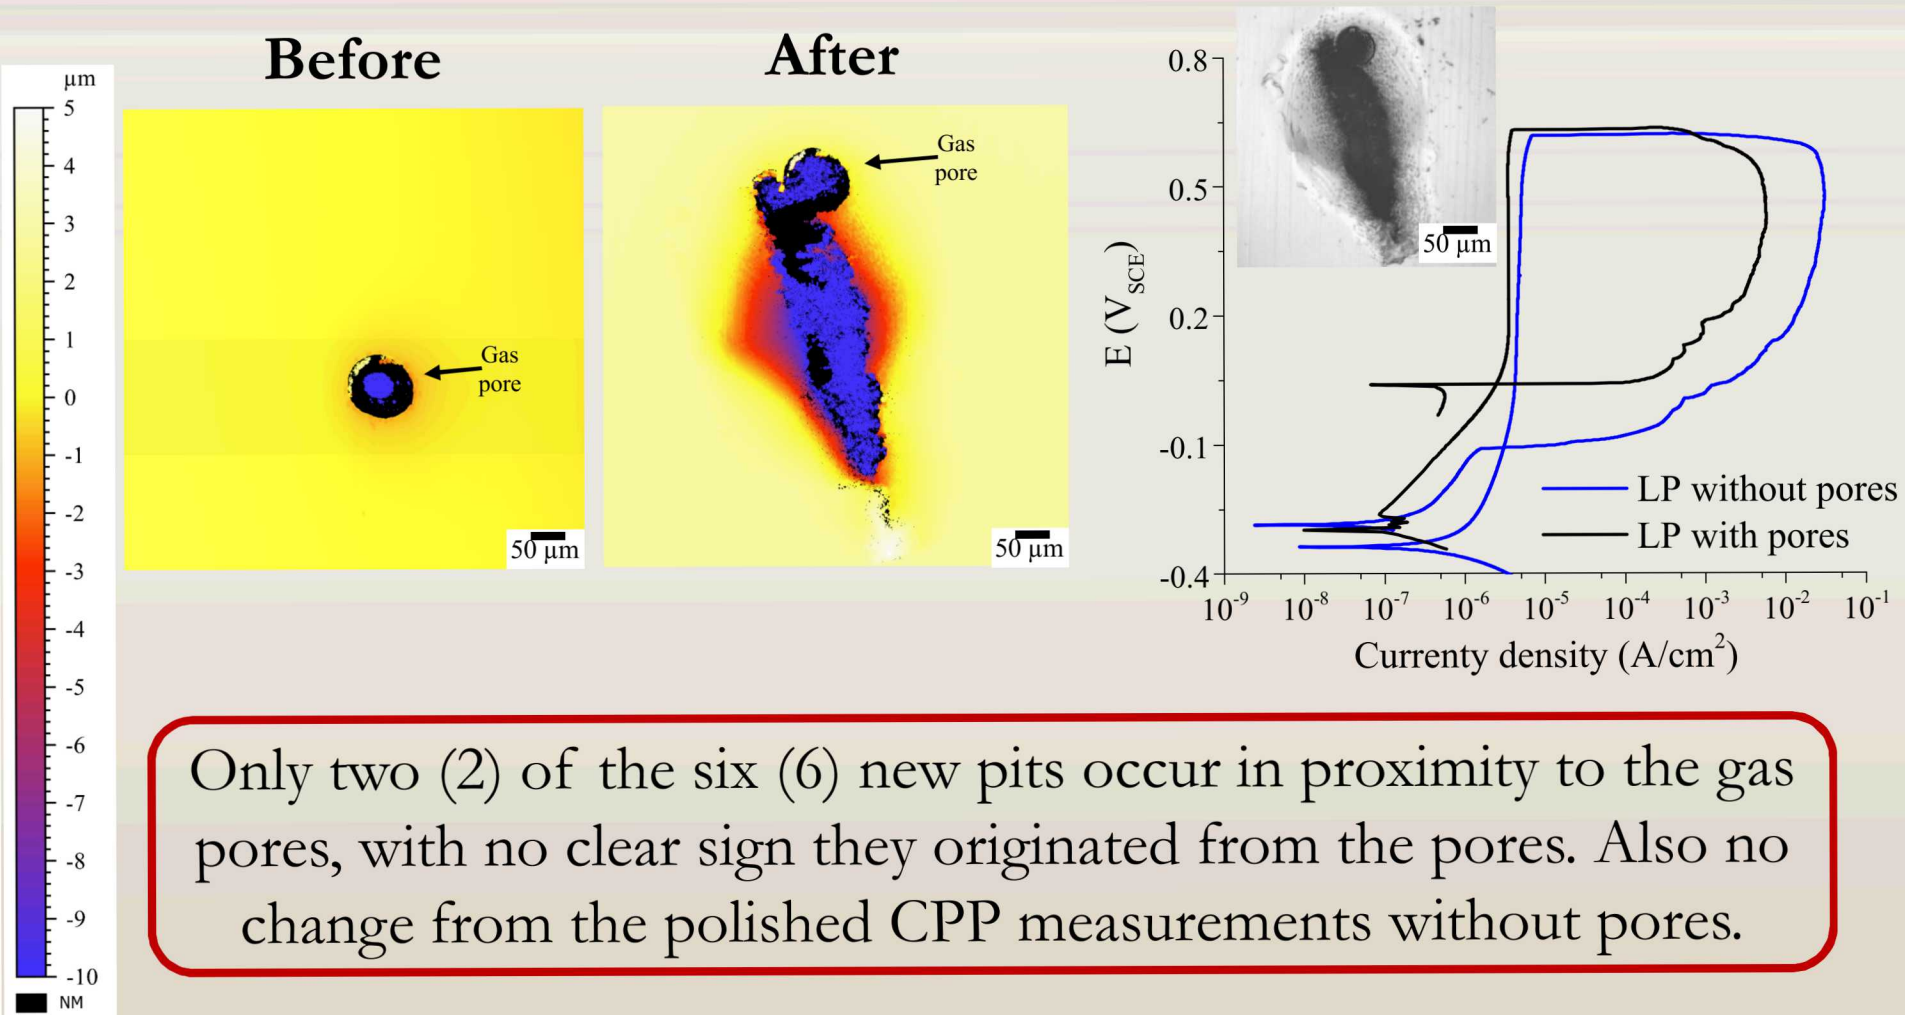 Before
After
µm
5
4
3
2
1
0
-1
-2
-3
-4
-5
-6
-7
-8
-9
-10
NM
Gas
pore
50 µm
Gas
pore
50 µm
50 µm
0.8
0.5
0.2
-0.1
-0.4
E (V_SCE)
LP without pores
LP with pores
10^-9 10^-8 10^-7 10^-6 10^-5 10^-4 10^-3 10^-2 10^-1
Currenty density (A/cm²)
Only two (2) of the six (6) new pits occur in proximity to the gas
pores, with no clear sign they originated from the pores. Also no
change from the polished CPP measurements without pores.